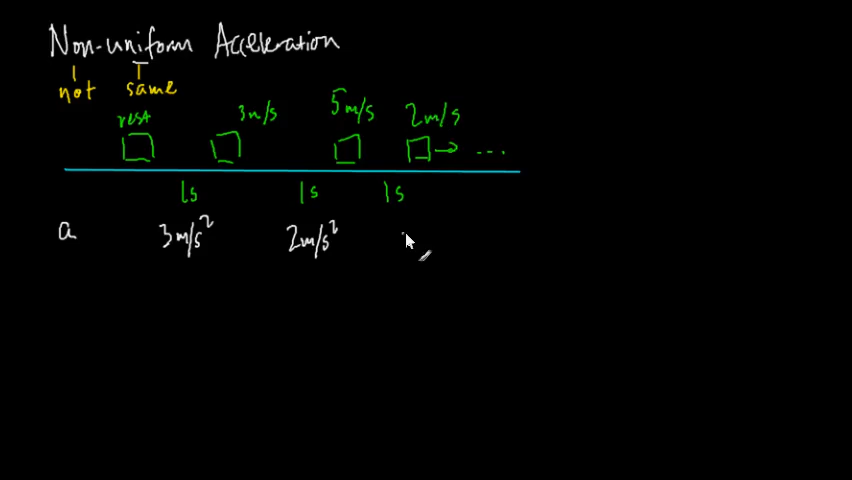 Non-uniform Acceleration
not same
rest 3m/s 5m/s 2m/s
...
1s 1s 1s
a 3m/s² 2m/s²